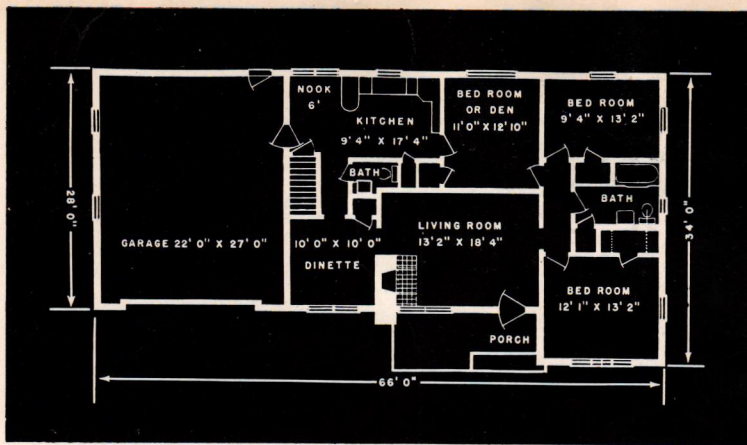 NOOK
6'
KITCHEN
9' 4" X 17' 4"
BED ROOM
OR DEN
11' 0" X 12' 10"
BED ROOM
9' 4" X 13' 2"
BATH
BATH
28' 0"
34' 0"
GARAGE 22' 0" X 27' 0"
10' 0" X 10' 0"
DINETTE
LIVING ROOM
13' 2" X 18' 4"
BED ROOM
12' 1" X 13' 2"
PORCH
66' 0"